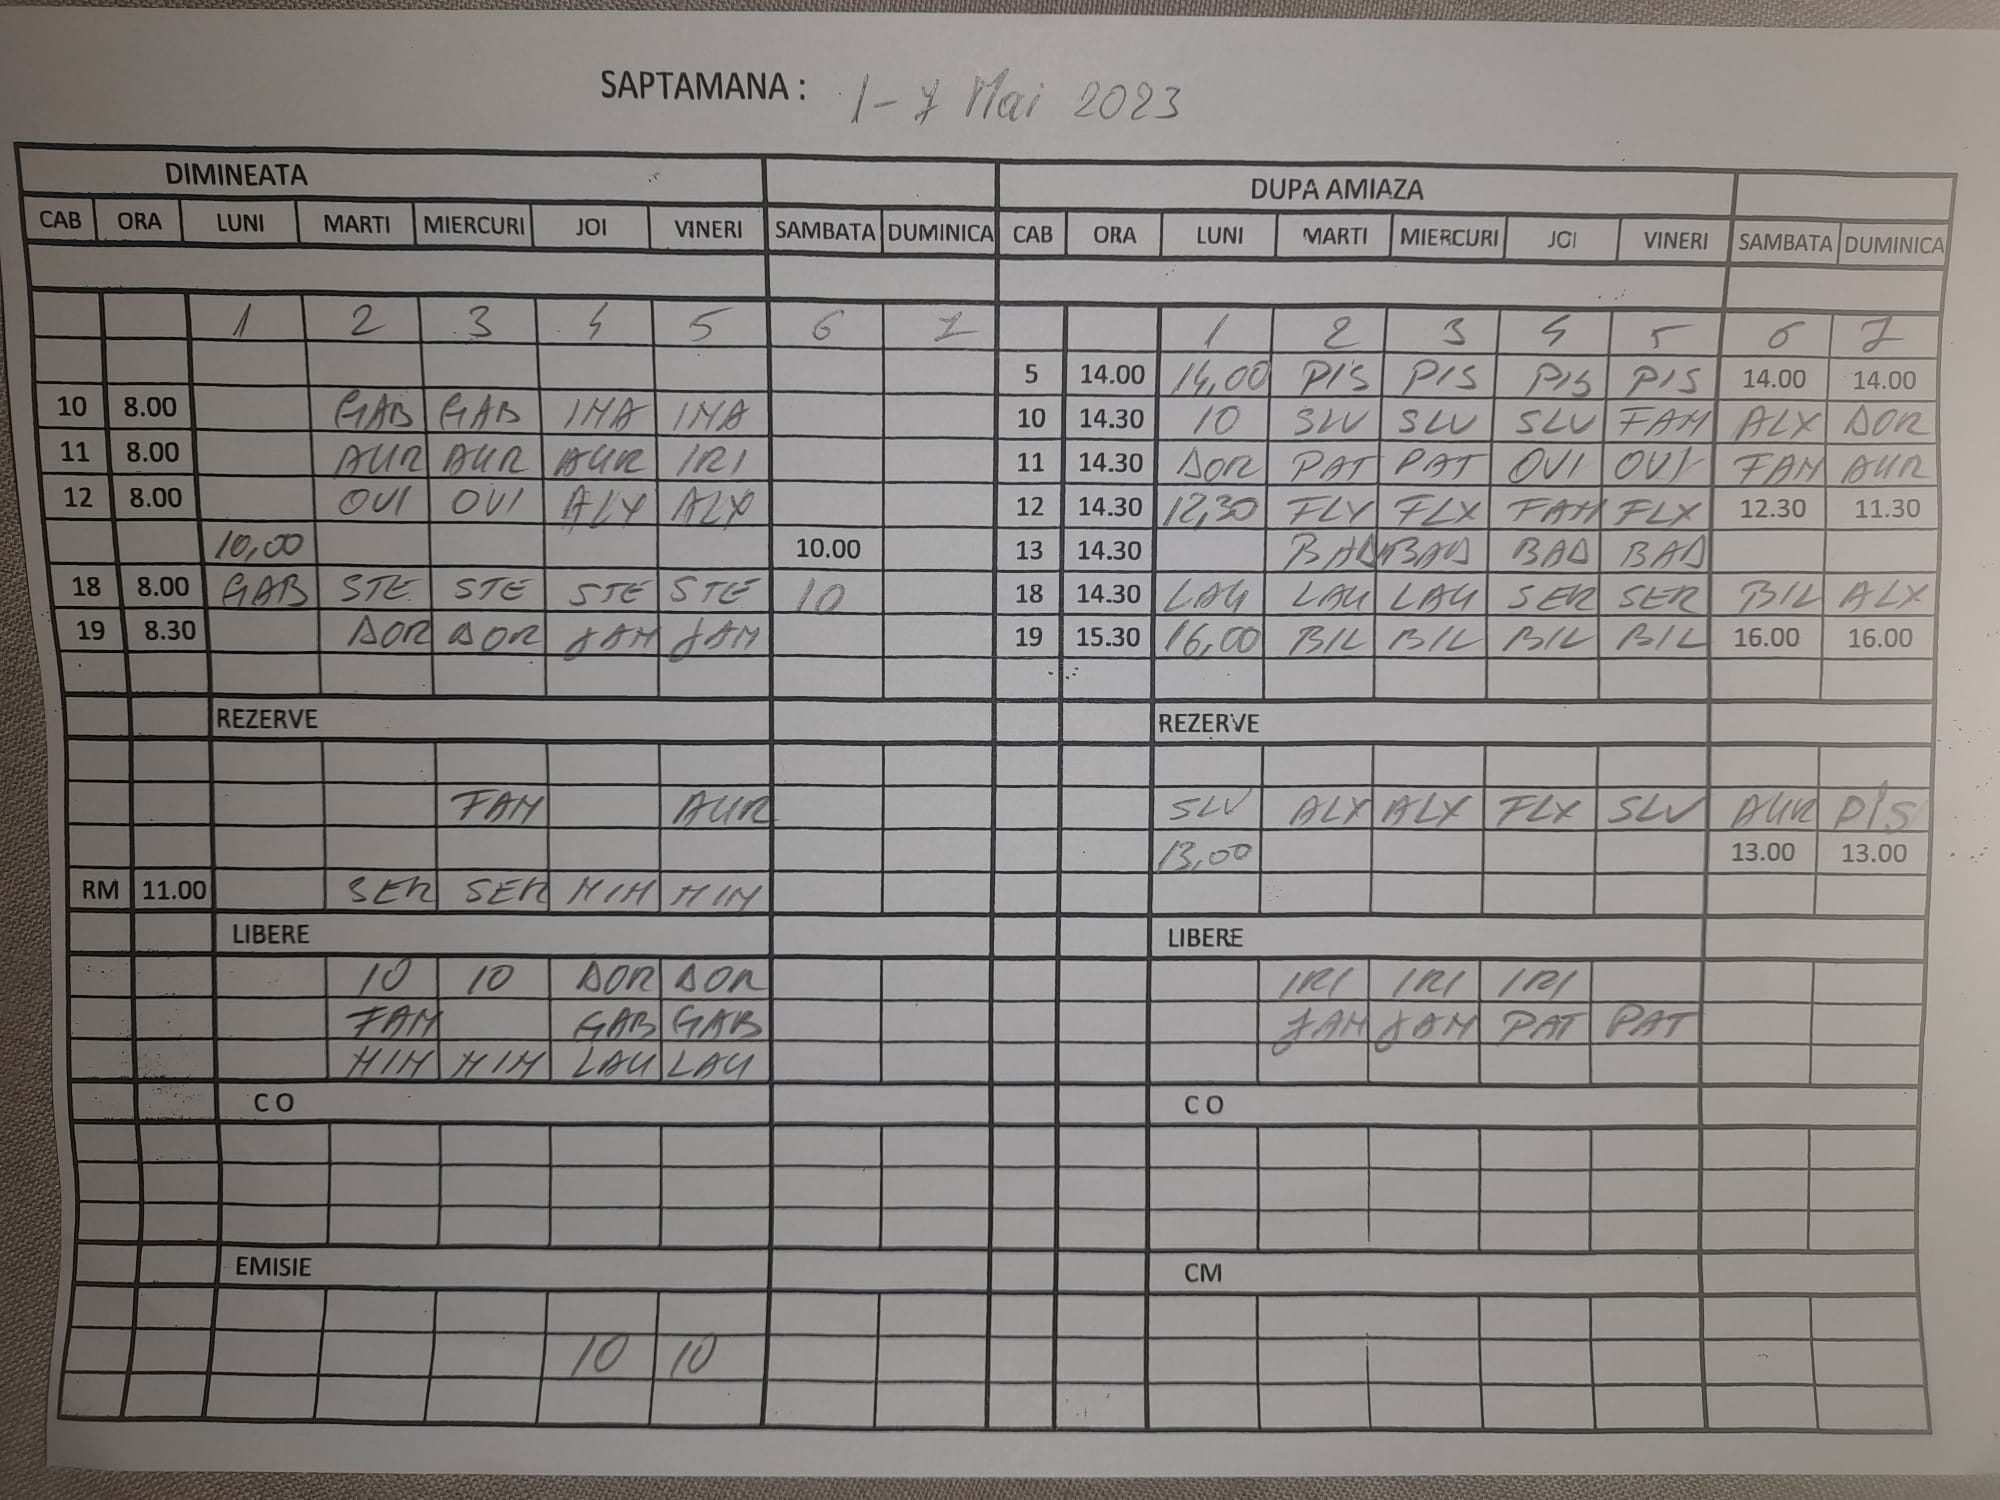 SAPTAMANA : 1-7 Mai 2023
DIMINEATA DUPA AMIAZA
CAB ORA LUNI MARTI MIERCURI JOI VINERI SAMBATA DUMINICA CAB ORA LUNI MARTI MIERCURI JOI VINERI SAMBATA DUMINICA
1 2 3 4 5 6 7 1 2 3 4 5 6 7
5 14.00 14,00 PIS PIS PIS PIS 14.00 14.00
10 8.00 GAB GAB IMA IMA 10 14.30 10 SLV SLV SLV FAM ALX DOR
11 8.00 AUR AUR AUR IRI 11 14.30 DOR PAT PAT OVI OVI FAM AUR
12 8.00 OVI OVI ALX ALX 12 14.30 12,30 FLX FLX FAM FLX 12.30 11.30
10,00 10.00 13 14.30 BAD BAD BAD BAD
18 8.00 GAB STE STE STE STE 10 18 14.30 LAU LAU LAU SER SER BIL ALX
19 8.30 DOR DOR JAM JAM 19 15.30 16,00 BIL BIL BIL BIL 16.00 16.00
REZERVE REZERVE
FAM AUR SLV ALX ALX FLX SLV AUR PIS
13,00 13.00 13.00
RM 11.00 SER SER MIM MIM
LIBERE LIBERE
10 10 DOR DOR IRI IRI IRI
FAM GAB GAB JAM JAM PAT PAT
MIM MIM LAU LAU
C O C O
EMISIE CM
10 10